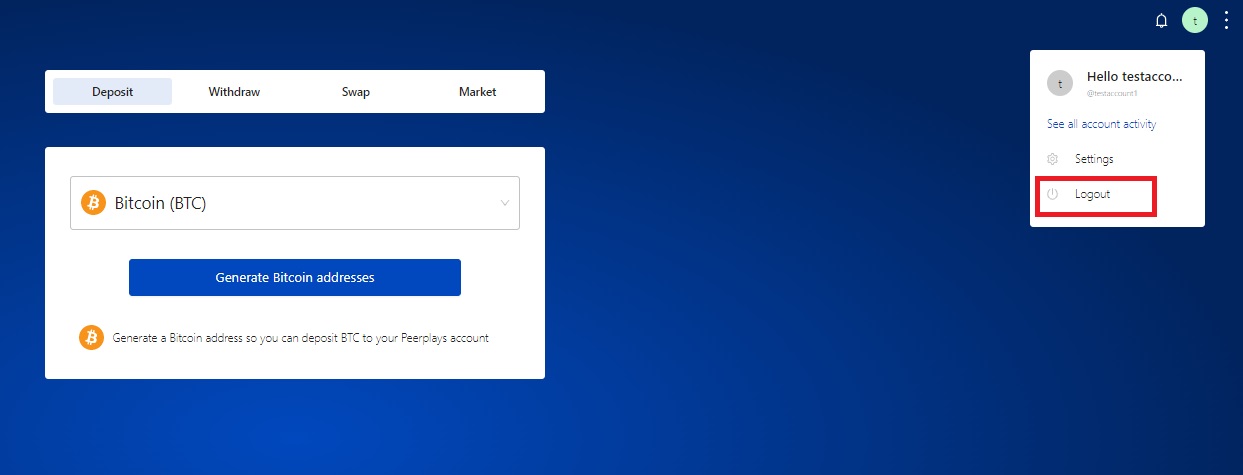 t
Deposit Withdraw Swap Market
Hello testacco...
t
@testaccount1
See all account activity
Settings
Logout
Bitcoin (BTC)
Generate Bitcoin addresses
Generate a Bitcoin address so you can deposit BTC to your Peerplays account